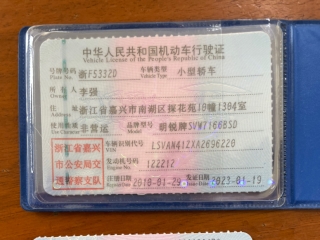 中华人民共和国机动车行驶证
Vehicle License of the People's Republic of China
号牌号码 浙F5332D 车辆类型 小型轿车
Plate No. Vehicle Type
所有人 李强
Owner
住址 浙江省嘉兴市南湖区探花苑18幢1304室
Address
使用性质 非营运 品牌型号 明锐牌SVW7166BSD
Use Character Model
浙江省嘉兴 车辆识别代号 LSVAN41ZXA2696220
VIN
市公安局交 发动机号码 122212
Engine No.
通警察支队 注册日期 2010-01-29 发证日期 2023-01-19
Register Date Issue Date